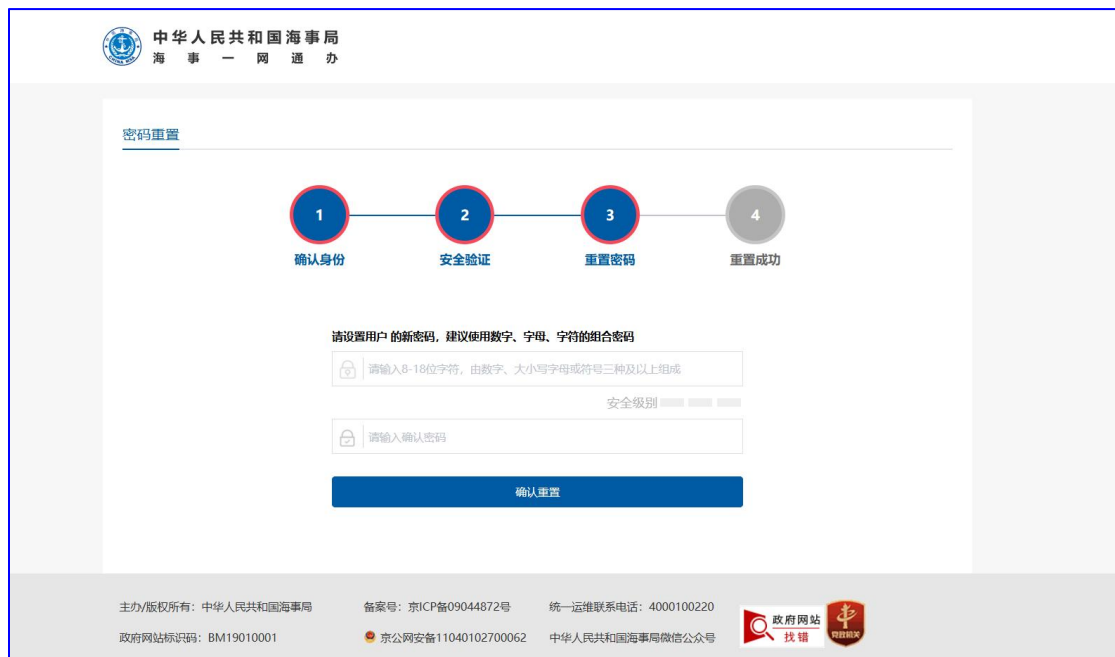 中华人民共和国海事局
海事一网通办
CHINA MSA
密码重置
1 2 3 4
确认身份 安全验证 重置密码 重置成功
请设置用户 的新密码，建议使用数字、字母、字符的组合密码
请输入8-18位字符，由数字、大小写字母或符号三种及以上组成
安全级别
请输入确认密码
确认重置
主办/版权所有：中华人民共和国海事局 备案号：京ICP备09044872号 统一运维联系电话：4000100220
政府网站标识码：BM19010001 京公网安备11040102700062 中华人民共和国海事局微信公众号
政府网站
找错
党政机关